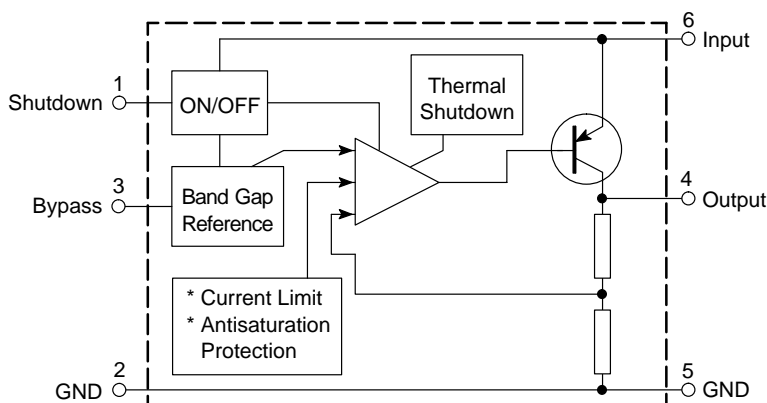 6
Input
1
Shutdown
ON/OFF
Thermal
Shutdown
3
Bypass
Band Gap
Reference
4
Output
* Current Limit
* Antisaturation
Protection
2
GND
5
GND